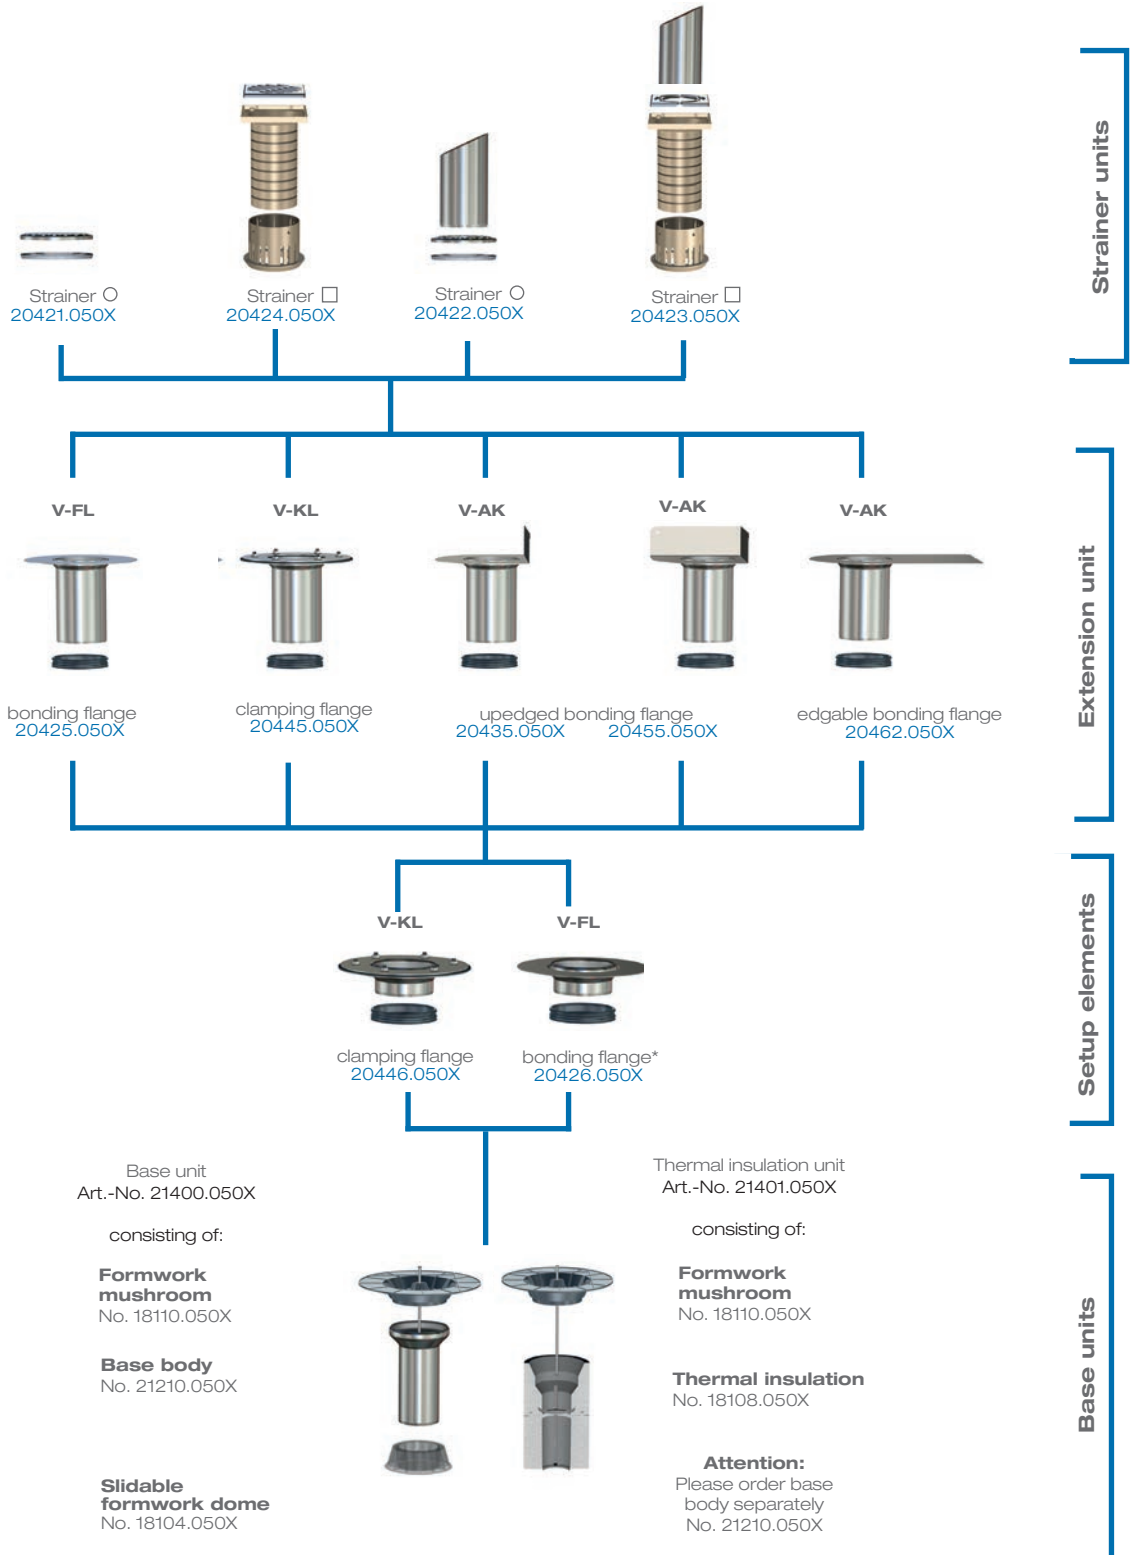 Strainer units
Strainer
20421.050X
Strainer
20424.050X
Strainer
20422.050X
Strainer
20423.050X
Extension unit
V-FL
V-KL
V-AK
V-AK
V-AK
bonding flange
20425.050X
clamping flange
20445.050X
upedged bonding flange
20435.050X 20455.050X
edgable bonding flange
20462.050X
Setup elements
V-KL
V-FL
clamping flange
20446.050X
bonding flange*
20426.050X
Base units
Base unit
Art.-No. 21400.050X
consisting of:
Formwork
mushroom
No. 18110.050X
Base body
No. 21210.050X
Slidable
formwork dome
No. 18104.050X
Thermal insulation unit
Art.-No. 21401.050X
consisting of:
Formwork
mushroom
No. 18110.050X
Thermal insulation
No. 18108.050X
Attention:
Please order base
body separately
No. 21210.050X